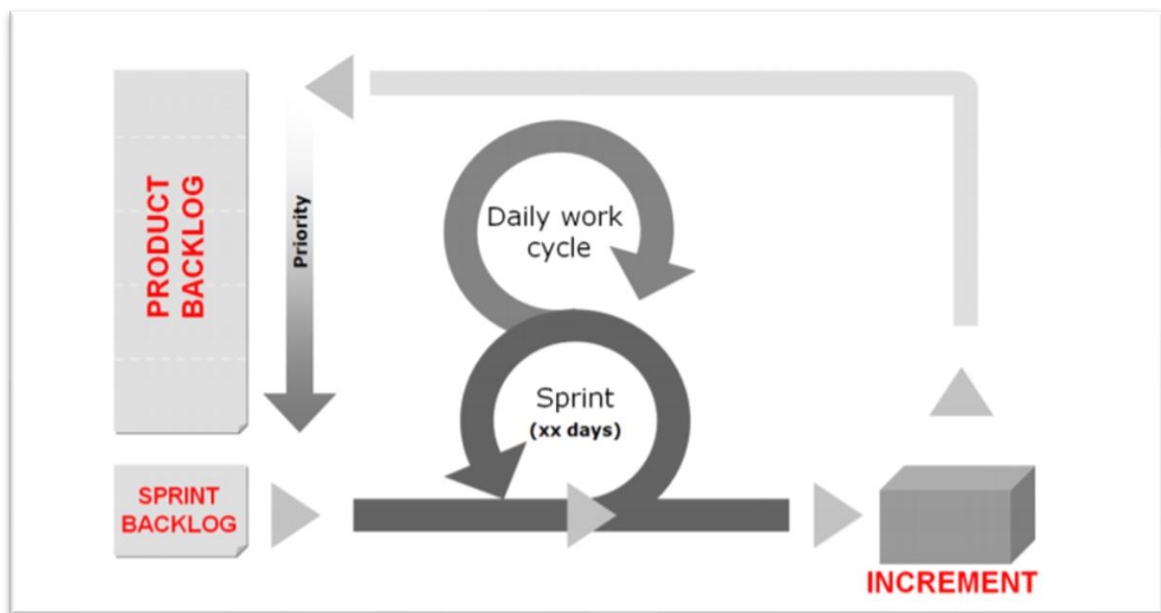 PRODUCT
BACKLOG
Priority
Daily work
cycle
Sprint
(xx days)
SPRINT
BACKLOG
INCREMENT